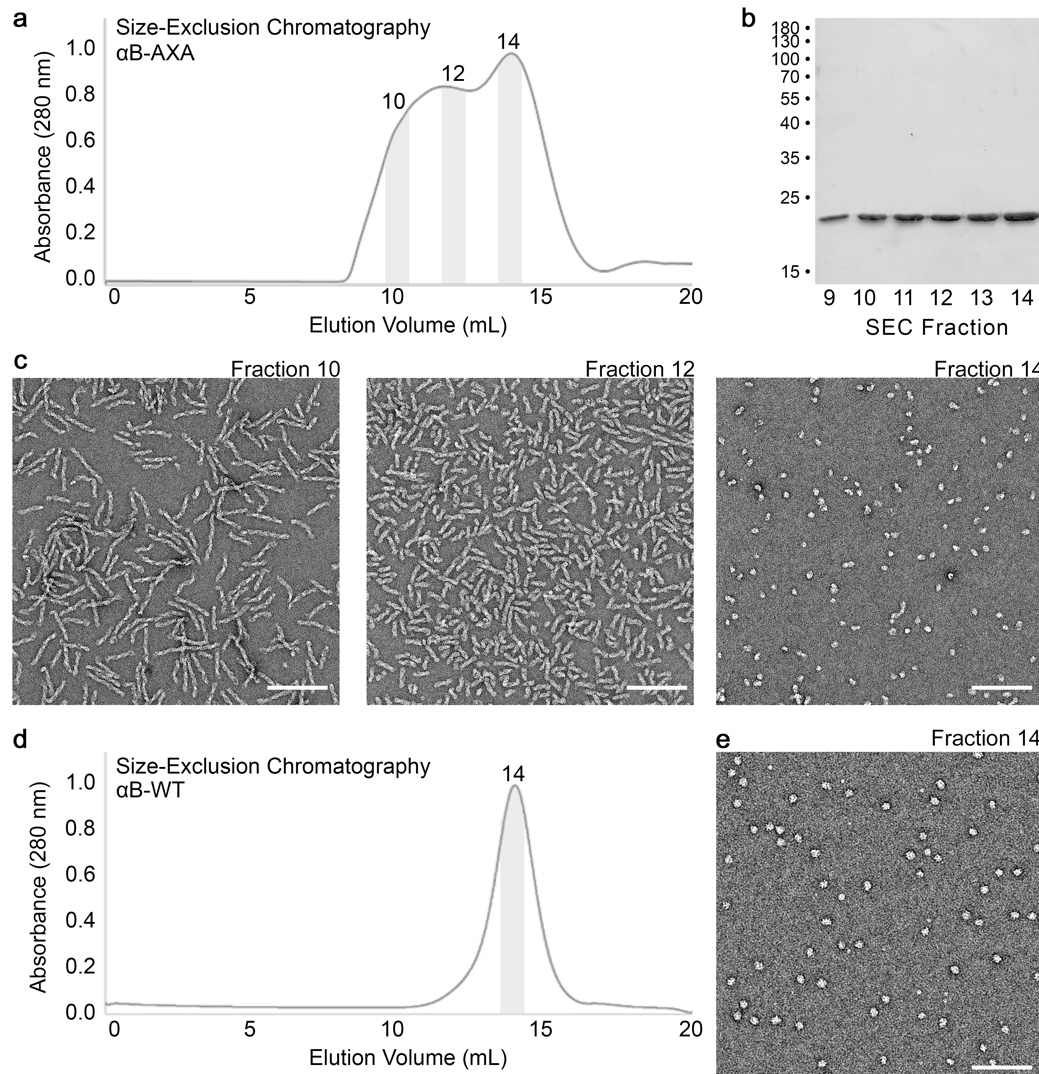 a
Size-Exclusion Chromatography
αB-AXA
Absorbance (280 nm)
1.0
0.8
0.6
0.4
0.2
0.0
10
12
14
0 5 10 15 20
Elution Volume (mL)
b
180 •
130 •
100 •
70 •
55 •
40 •
35 •
25 •
15 •
9 10 11 12 13 14
SEC Fraction
c
Fraction 10
Fraction 12
Fraction 14
d
Size-Exclusion Chromatography
αB-WT
Absorbance (280 nm)
1.0
0.8
0.6
0.4
0.2
0.0
14
0 5 10 15 20
Elution Volume (mL)
e
Fraction 14